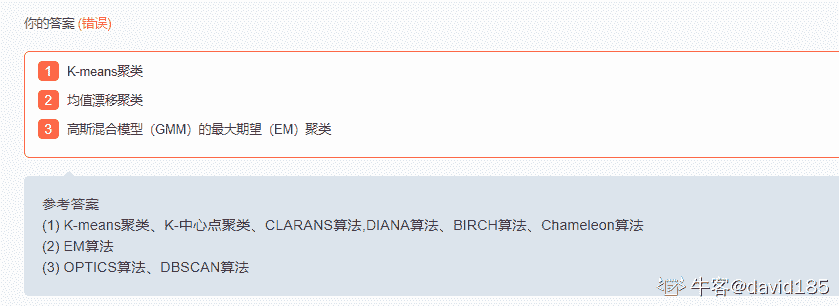 你的答案 (错误)
1 K-means聚类
2 均值漂移聚类
3 高斯混合模型（GMM）的最大期望（EM）聚类
参考答案
(1) K-means聚类、K-中心点聚类、CLARANS算法,DIANA算法、BIRCH算法、Chameleon算法
(2) EM算法
(3) OPTICS算法、DBSCAN算法
牛客@david185